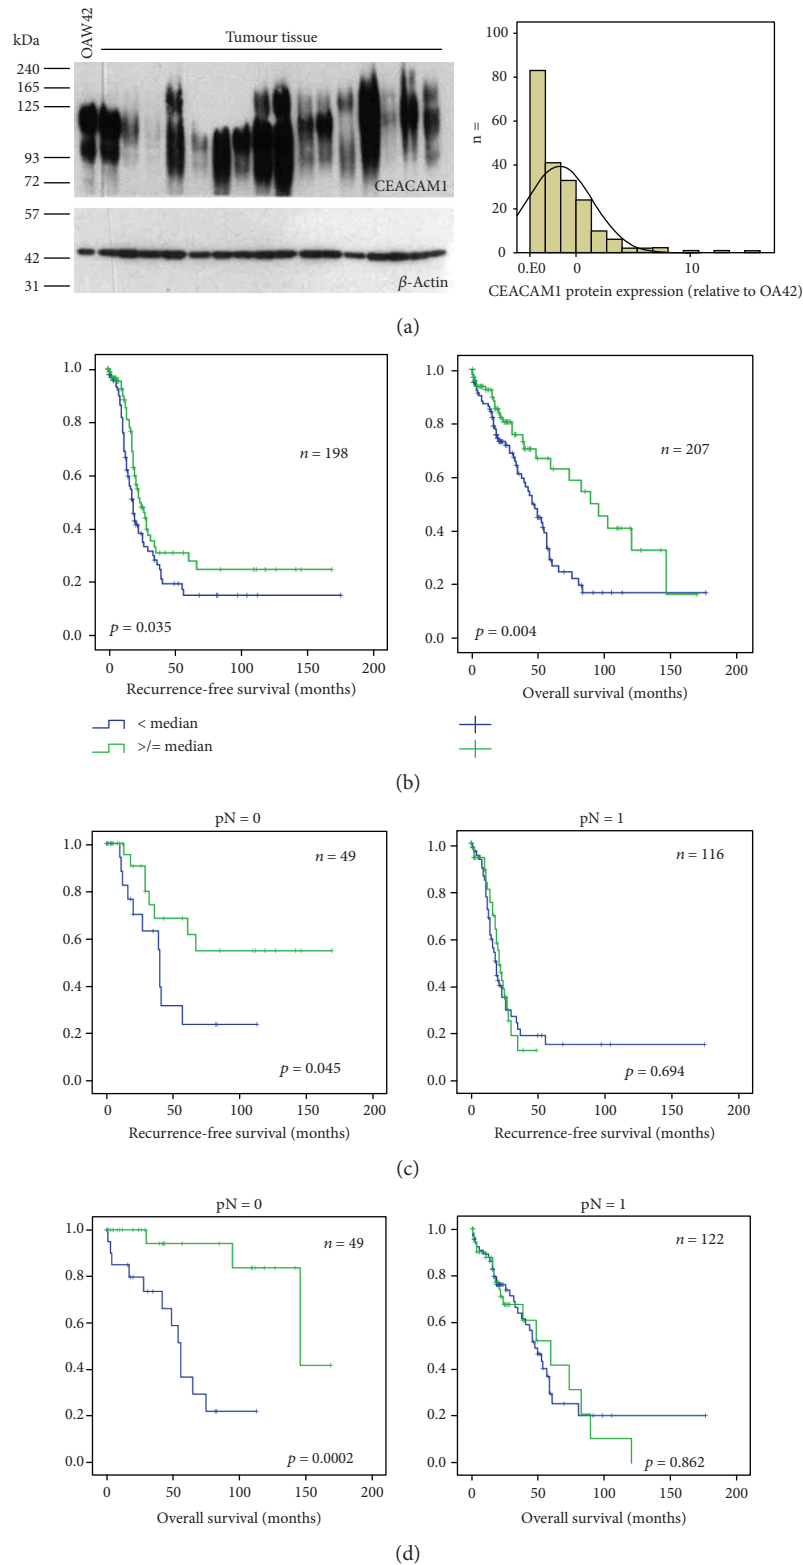 kDa
OAW42
Tumour tissue
240
165
125
93
72
CEACAM1
57
42
31
β-Actin
n =
100
80
60
40
20
0
0.E0 0 10
CEACAM1 protein expression (relative to OA42)
(a)
1.0
0.8
0.6
0.4
0.2
0.0
n = 198
p = 0.035
0 50 100 150 200
Recurrence-free survival (months)
1.0
0.8
0.6
0.4
0.2
0.0
n = 207
p = 0.004
0 50 100 150 200
Overall survival (months)
< median
>/= median
(b)
pN = 0
1.0
0.8
0.6
0.4
0.2
0.0
n = 49
p = 0.045
0 50 100 150 200
Recurrence-free survival (months)
pN = 1
1.0
0.8
0.6
0.4
0.2
0.0
n = 116
p = 0.694
0 50 100 150 200
Recurrence-free survival (months)
(c)
pN = 0
1.0
0.8
0.6
0.4
0.2
0.0
n = 49
p = 0.0002
0 50 100 150 200
Overall survival (months)
pN = 1
1.0
0.8
0.6
0.4
0.2
0.0
n = 122
p = 0.862
0 50 100 150 200
Overall survival (months)
(d)